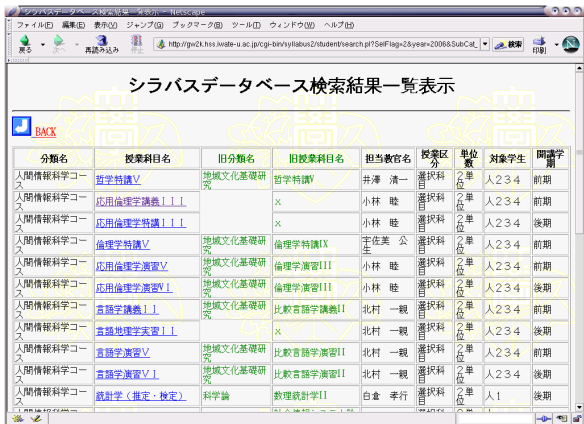 シラバスデータベース検索結果一覧表示 - Netscape
ファイル(F) 編集(E) 表示(V) ジャンプ(G) ブックマーク(B) ツール(T) ウィンドウ(W) ヘルプ(H)
戻る 進む 再読み込み 停止 http://gw2k.hss.iwate-u.ac.jp/cgi-bin/syllabus2/student/search.pl?SelFlag=2&year=2006&SubCat_ 検索 印刷
シラバスデータベース検索結果一覧表示
BACK
分類名 授業科目名 旧分類名 旧授業科目名 担当教官名 授業区分 単位数 対象学生 開講学期
人間情報科学コース 哲学特講Ⅴ 地域文化基礎研究 哲学特講Ⅴ 井澤 清一 選択科目 2単位 人234 前期
人間情報科学コース 応用倫理学講義ⅠⅠⅠ × 小林 睦 選択科目 2単位 人234 前期
人間情報科学コース 応用倫理学特講ⅠⅠⅠ × 小林 睦 選択科目 2単位 人234 後期
人間情報科学コース 倫理学特講Ⅴ 地域文化基礎研究 倫理学特講IX 宇佐美 公生 選択科目 2単位 人234 前期
人間情報科学コース 応用倫理学演習Ⅴ 地域文化基礎研究 倫理学演習III 小林 睦 選択科目 2単位 人234 前期
人間情報科学コース 応用倫理学演習ⅤⅠ 地域文化基礎研究 倫理学演習III 小林 睦 選択科目 2単位 人234 後期
人間情報科学コース 言語学講義ⅠⅠ 地域文化基礎研究 比較言語学講義II 北村 一親 選択科目 2単位 人234 前期
人間情報科学コース 言語地理学実習ⅠⅠ × 北村 一親 選択科目 2単位 人234 後期
人間情報科学コース 言語学演習Ⅴ 地域文化基礎研究 比較言語学演習II 北村 一親 選択科目 2単位 人234 前期
人間情報科学コース 言語学演習ⅤⅠ 地域文化基礎研究 比較言語学演習II 北村 一親 選択科目 2単位 人234 後期
人間情報科学コース 統計学(推定・検定) 科学論 数理統計学II 白倉 孝行 選択科目 2単位 人1 後期